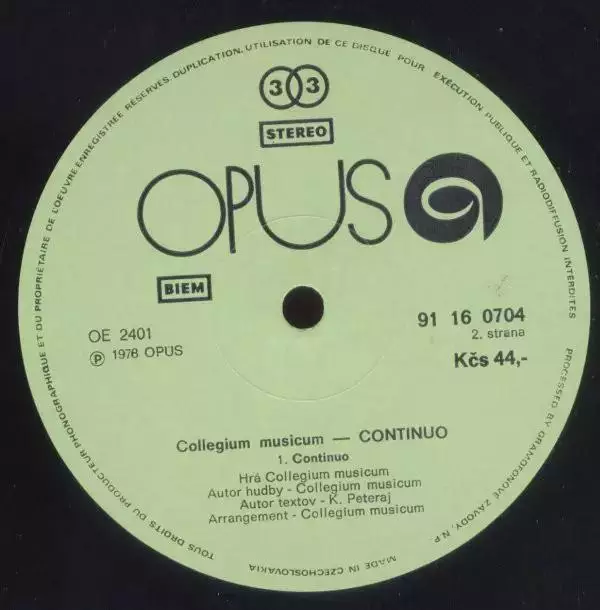 TOUS DROITS DU PRODUCTEUR PHONOGRAPHIQUE ET DU PROPRIÉTAIRE DE L'OEUVRE ENREGISTRÉE RÉSERVÉS. DUPLICATION, UTILISATION DE CE DISQUE POUR EXÉCUTION PUBLIQUE ET RADIODIFFUSION INTERDITES
33
STEREO
OPUS
BIEM
OE 2401
℗ 1978 OPUS
91 16 0704
2. strana
Kčs 44,-
Collegium musicum — CONTINUO
1. Continuo
Hrá Collegium musicum
Autor hudby - Collegium musicum
Autor textov - K. Peteraj
Arrangement - Collegium musicum
PROCESSED BY GRAMOFONOVÉ ZÁVODY, N.P.
MADE IN CZECHOSLOVAKIA